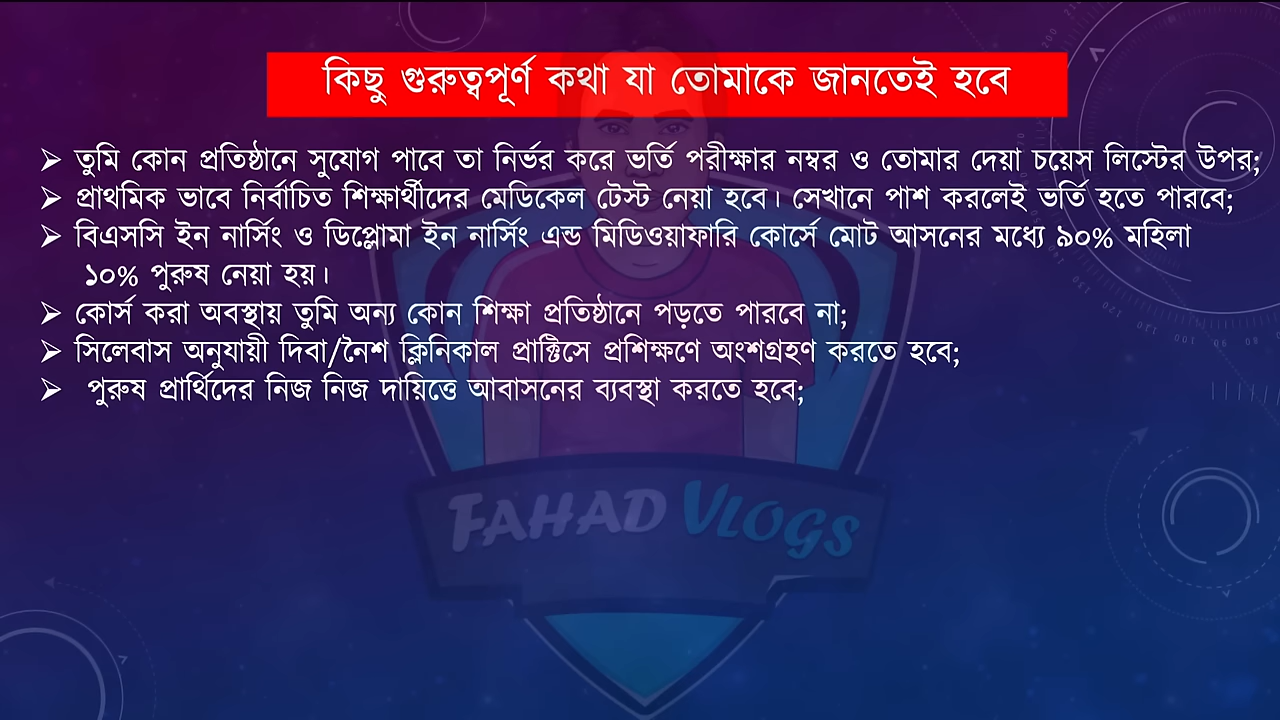 কিছু গুরুত্বপূর্ণ কথা যা তোমাকে জানতেই হবে
➢ তুমি কোন প্রতিষ্ঠানে সুযোগ পাবে তা নির্ভর করে ভর্তি পরীক্ষার নম্বর ও তোমার দেয়া চয়েস লিস্টের উপর;
➢ প্রাথমিক ভাবে নির্বাচিত শিক্ষার্থীদের মেডিকেল টেস্ট নেয়া হবে। সেখানে পাশ করলেই ভর্তি হতে পারবে;
➢ বিএসসি ইন নার্সিং ও ডিপ্লোমা ইন নার্সিং এন্ড মিডিওয়াফারি কোর্সে মোট আসনের মধ্যে ৯০% মহিলা
১০% পুরুষ নেয়া হয়।
➢ কোর্স করা অবস্থায় তুমি অন্য কোন শিক্ষা প্রতিষ্ঠানে পড়তে পারবে না;
➢ সিলেবাস অনুযায়ী দিবা/নৈশ ক্লিনিকাল প্রাক্টিসে প্রশিক্ষণে অংশগ্রহণ করতে হবে;
➢ পুরুষ প্রার্থিদের নিজ নিজ দায়িত্তে আবাসনের ব্যবস্থা করতে হবে;
FAHAD VLOGS